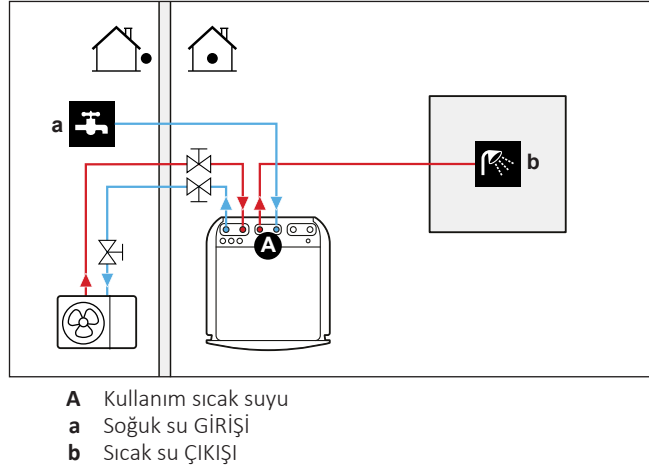 a
b
A
A Kullanım sıcak suyu
a Soğuk su GİRİŞİ
b Sıcak su ÇIKIŞI